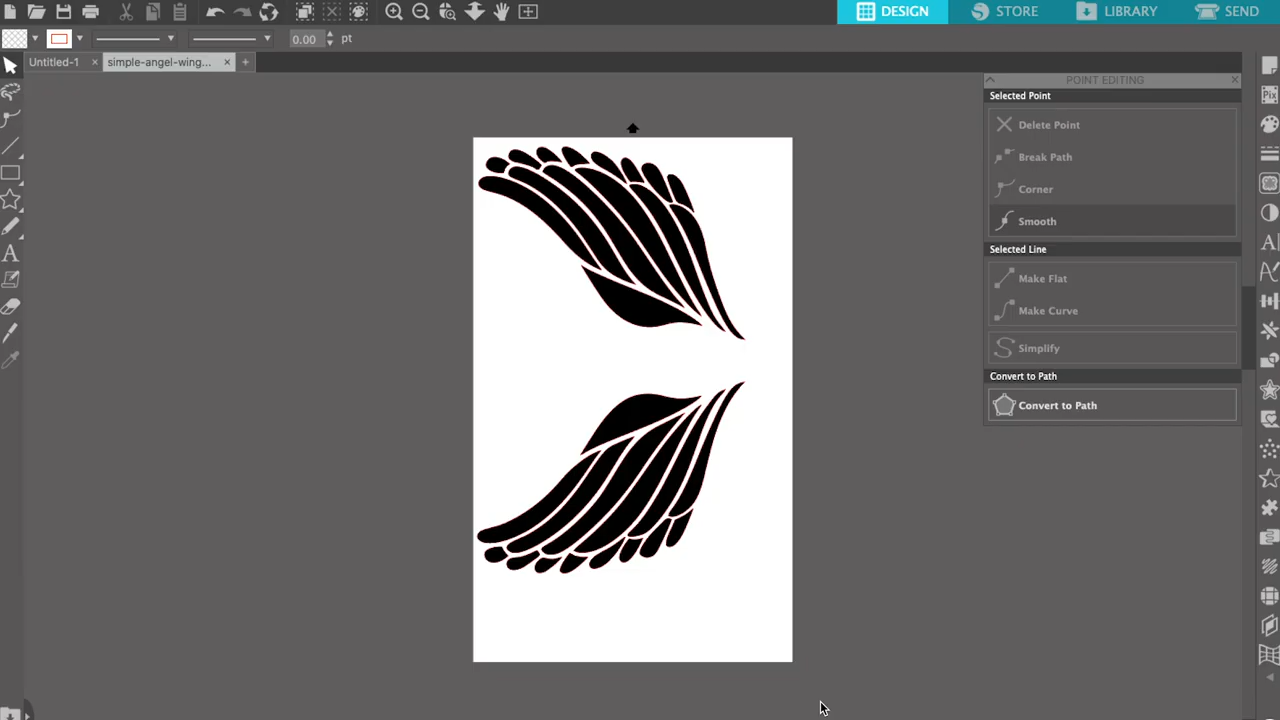 DESIGN
STORE
LIBRARY
SEND
0.00 pt
Untitled-1
simple-angel-wing...
POINT EDITING
Selected Point
Delete Point
Break Path
Corner
Smooth
Selected Line
Make Flat
Make Curve
Simplify
Convert to Path
Convert to Path